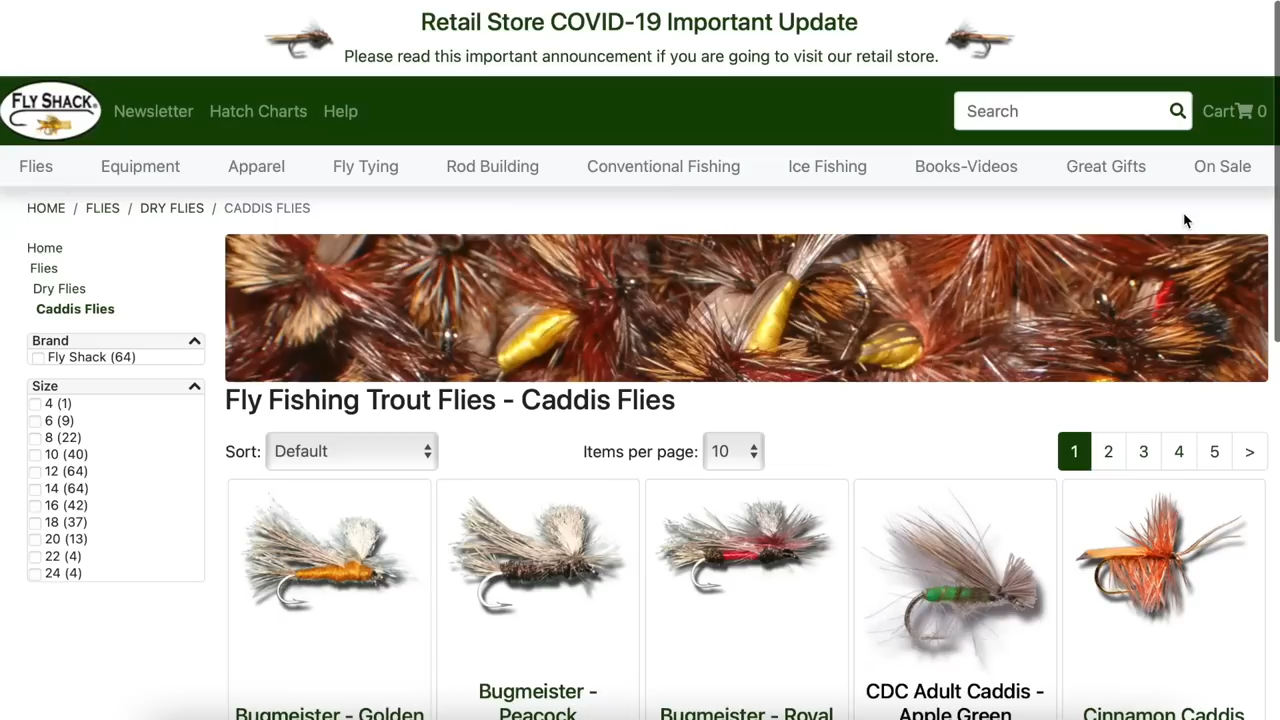 Retail Store COVID-19 Important Update
Please read this important announcement if you are going to visit our retail store.
FLY SHACK
Newsletter
Hatch Charts
Help
Search
Cart 0
Flies
Equipment
Apparel
Fly Tying
Rod Building
Conventional Fishing
Ice Fishing
Books-Videos
Great Gifts
On Sale
HOME / FLIES / DRY FLIES / CADDIS FLIES
Home
Flies
Dry Flies
Caddis Flies
Brand
Fly Shack (64)
Size
4 (1)
6 (9)
8 (22)
10 (40)
12 (64)
14 (64)
16 (42)
18 (37)
20 (13)
22 (4)
24 (4)
Fly Fishing Trout Flies - Caddis Flies
Sort: Default
Items per page: 10
1 2 3 4 5 >
Bugmeister - Golden
Bugmeister -
Peacock
Bugmeister - Royal
CDC Adult Caddis -
Apple Green
Cinnamon Caddis